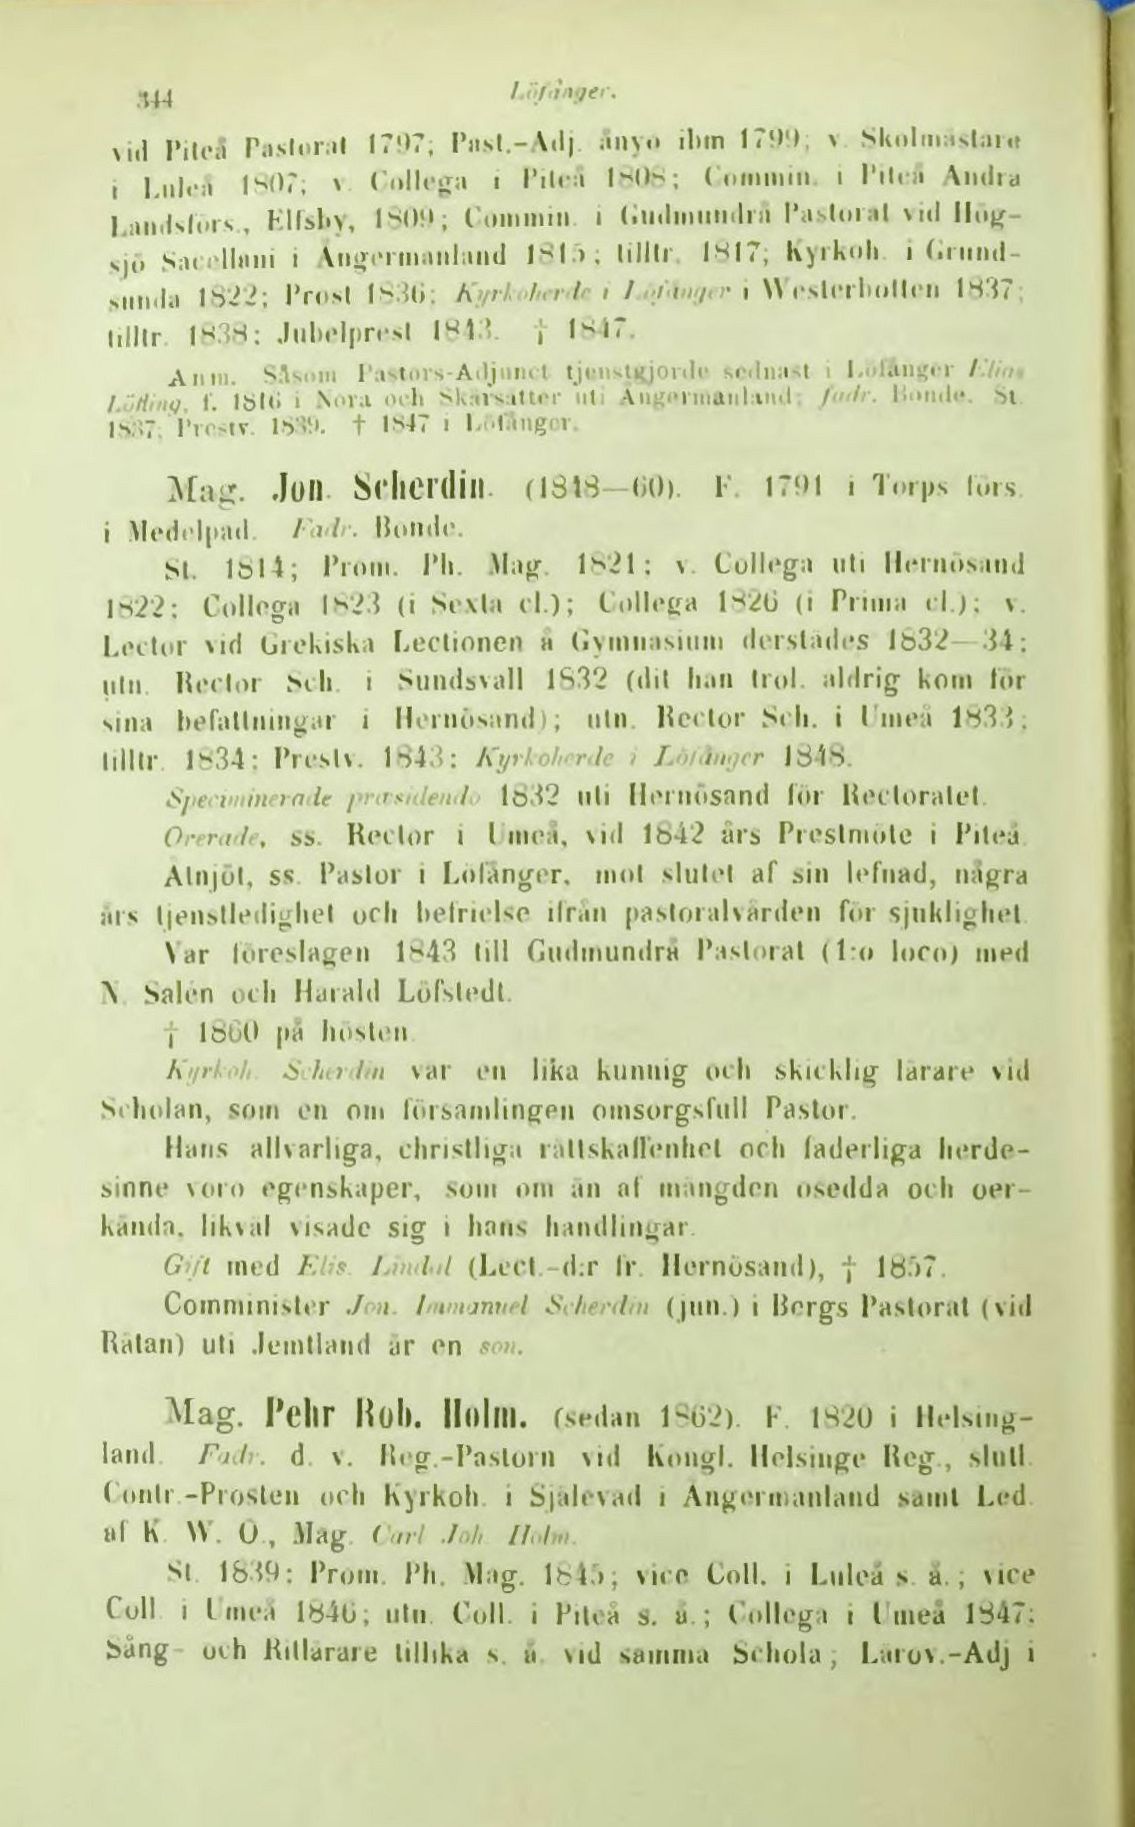 344
Löfånger.
vid Piteå Pastorat 1797; Past.-Adj. ånyo ibm 1799; v. Skolmästare
i Luleå 1807; v. Collega i Piteå 1808; Commin. i Piteå Andra
Landsförs., Elfsby, 1809; Commin. i Gudmundrå Pastorat vid Hög-
sjö Sacellani i Ångermanland 1815; tilltr. 1817; Kyrkoh. i Grund-
sunda 1822; Prost 1836; Kyrkoherde i Löfånger i Westerbotten 1837;
tilltr. 1838; Jubelprest 1843. † 1847.
Anm. Såsom Pastors-Adjunct tjenstgjorde sednast i Löfånger Elias
Löfling, f. 1816 i Nora och Skärsätter uti Ångermanland; fadr. Bonde. St.
1837; Prestv. 1839. † 1847 i Löfånger.
Mag. Jon. Scherdin. (1848—60). F. 1791 i Torps förs.
i Medelpad. Fadr. Bonde.
St. 1814; Prom. Ph. Mag. 1821; v. Collega uti Hernösand
1822; Collega 1823 (i Sexta cl.); Collega 1826 (i Prima cl.); v.
Lector vid Grekiska Lectionen å Gymnasium derstädes 1832—34;
utn. Rector Sch. i Sundsvall 1832 (dit han trol. aldrig kom för
sina befattningar i Hernösand); utn. Rector Sch. i Umeå 1833;
tilltr. 1834; Prestv. 1843; Kyrkoherde i Löfånger 1848.
Speciminerade præsidendo 1832 uti Hernösand för Rectoratet.
Orerade, ss. Rector i Umeå, vid 1842 års Prestmöte i Piteå.
Åtnjöt, ss. Pastor i Löfånger, mot slutet af sin lefnad, några
års tjenstledighet och befrielse ifrån pastoralvården för sjuklighet.
Var föreslagen 1843 till Gudmundrå Pastorat (1:o loco) med
N. Salén och Harald Löfstedt.
† 1860 på hösten.
Kyrkoh. Scherdin var en lika kunnig och skicklig lärare vid
Scholan, som en om församlingen omsorgsfull Pastor.
Hans allvarliga, christliga rättskaffenhet och faderliga herde-
sinne voro egenskaper, som om än af mängden osedda och oer-
kända, likväl visade sig i hans handlingar.
Gift med Elis. Lindal (Lect.-d:r fr. Hernösand), † 1857.
Comminister Jon. Immanuel Scherdin (jun.) i Bergs Pastorat (vid
Rätan) uti Jemtland är en son.
Mag. Pehr Rob. Holm. (sedan 1862). F. 1820 i Helsing-
land. Fadr. d. v. Reg.-Pastorn vid Kongl. Helsinge Reg., slutl.
Contr.-Prosten och Kyrkoh. i Själevad i Ångermanland samt Led.
af K. W. O., Mag. Carl Joh. Holm.
St. 1839; Prom. Ph. Mag. 1845; vice Coll. i Luleå s. å.; vice
Coll. i Umeå 1846; utn. Coll. i Piteå s. å.; Collega i Umeå 1847;
Sång- och Ritlärare tillika s. å. vid samma Schola; Lärov.-Adj i